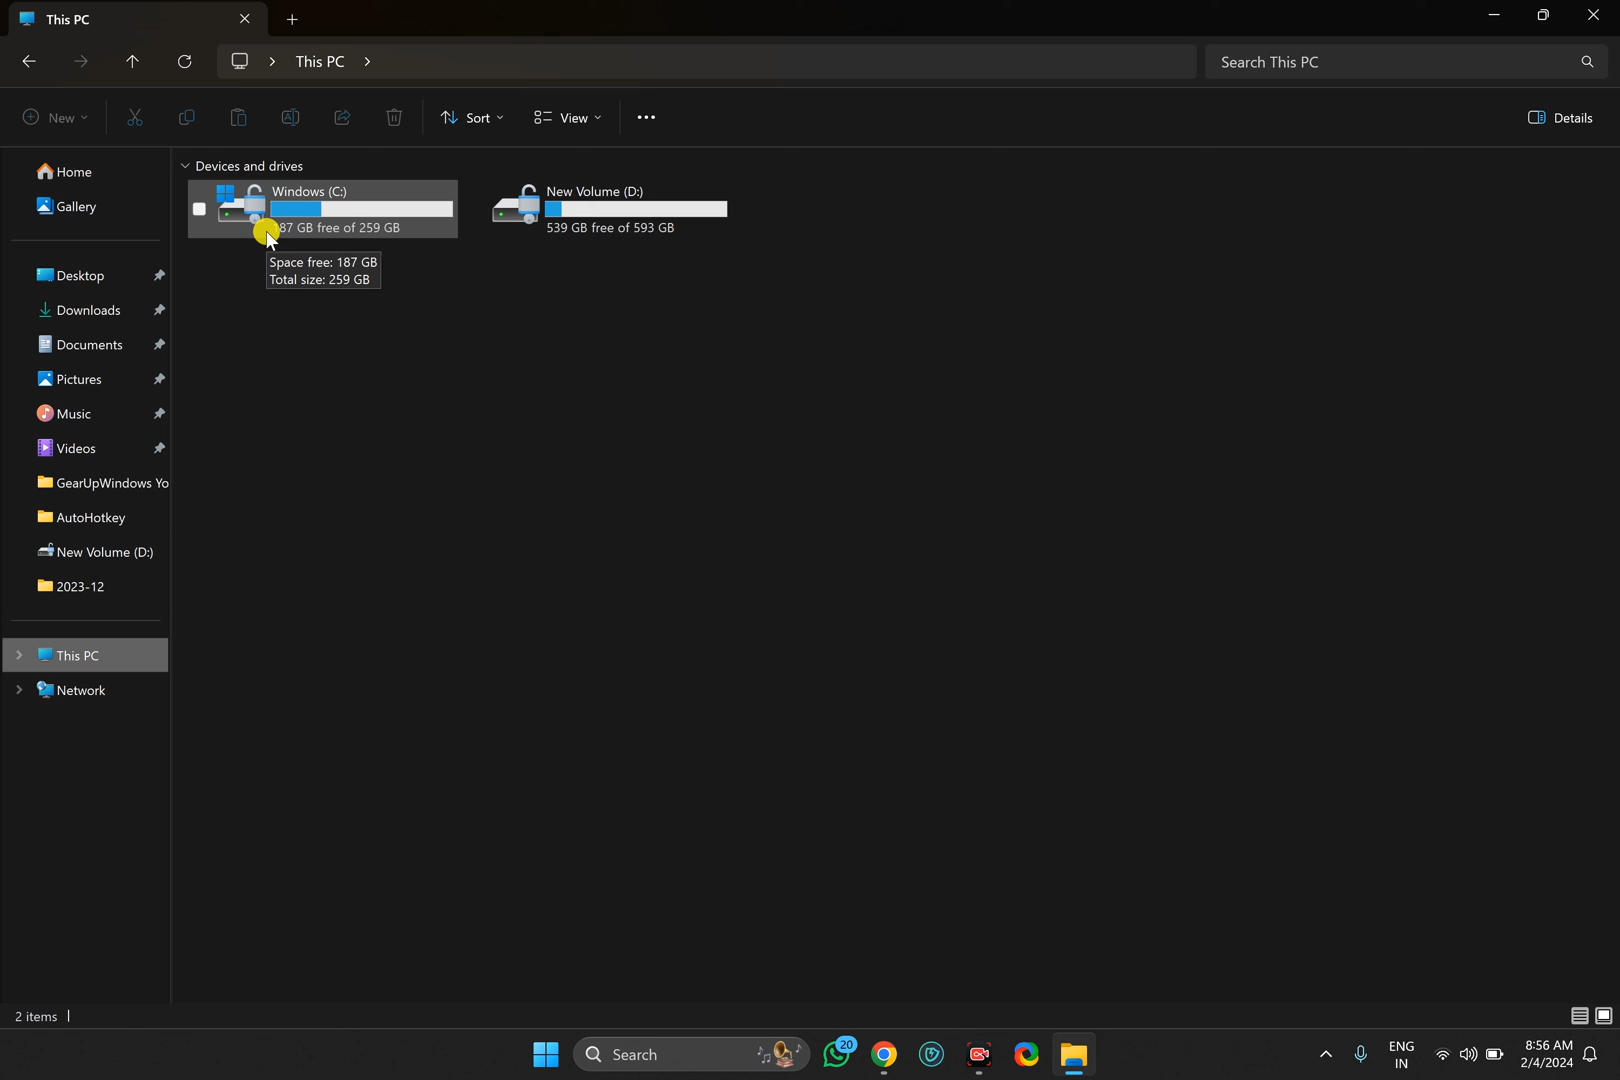 This PC
This PC
Search This PC
New
Sort
View
Details
Home
Gallery
Desktop
Downloads
Documents
Pictures
Music
Videos
GearUpWindows Yo
AutoHotkey
New Volume (D:)
2023-12
This PC
Network
Devices and drives
Windows (C:)
87 GB free of 259 GB
New Volume (D:)
539 GB free of 593 GB
Space free: 187 GB
Total size: 259 GB
2 items
Search
20
ENG
IN
8:56 AM
2/4/2024